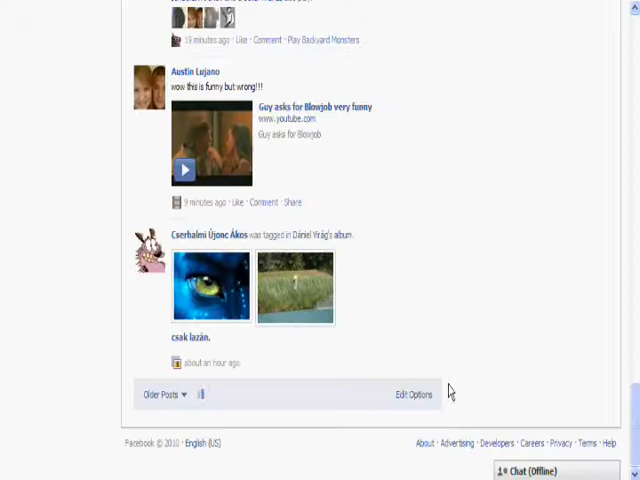 19 minutes ago · Like · Comment · Play Backyard Monsters
Austin Lujano
wow this is funny but wrong!!!
Guy asks for Blowjob very funny
www.youtube.com
Guy asks for Blowjob
9 minutes ago · Like · Comment · Share
Cserhalmi Újonc Ákos was tagged in Dániel Virág's album.
csak lazán.
about an hour ago
Older Posts
Edit Options
Facebook © 2010 · English (US)
About · Advertising · Developers · Careers · Privacy · Terms · Help
Chat (Offline)